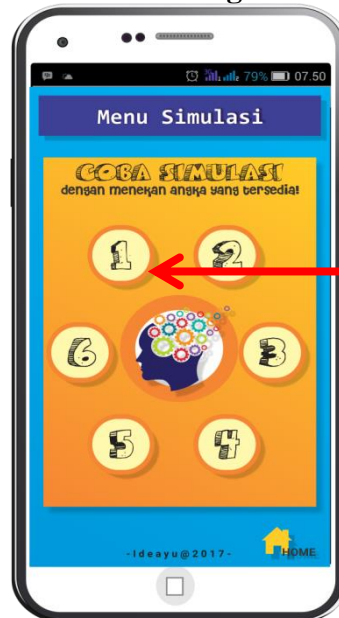 79% 07.50
Menu Simulasi
COBA SIMULASI
dengan menekan angka yang tersedia!
1 2
6 3
5 4
-Ideayu@2017-
HOME